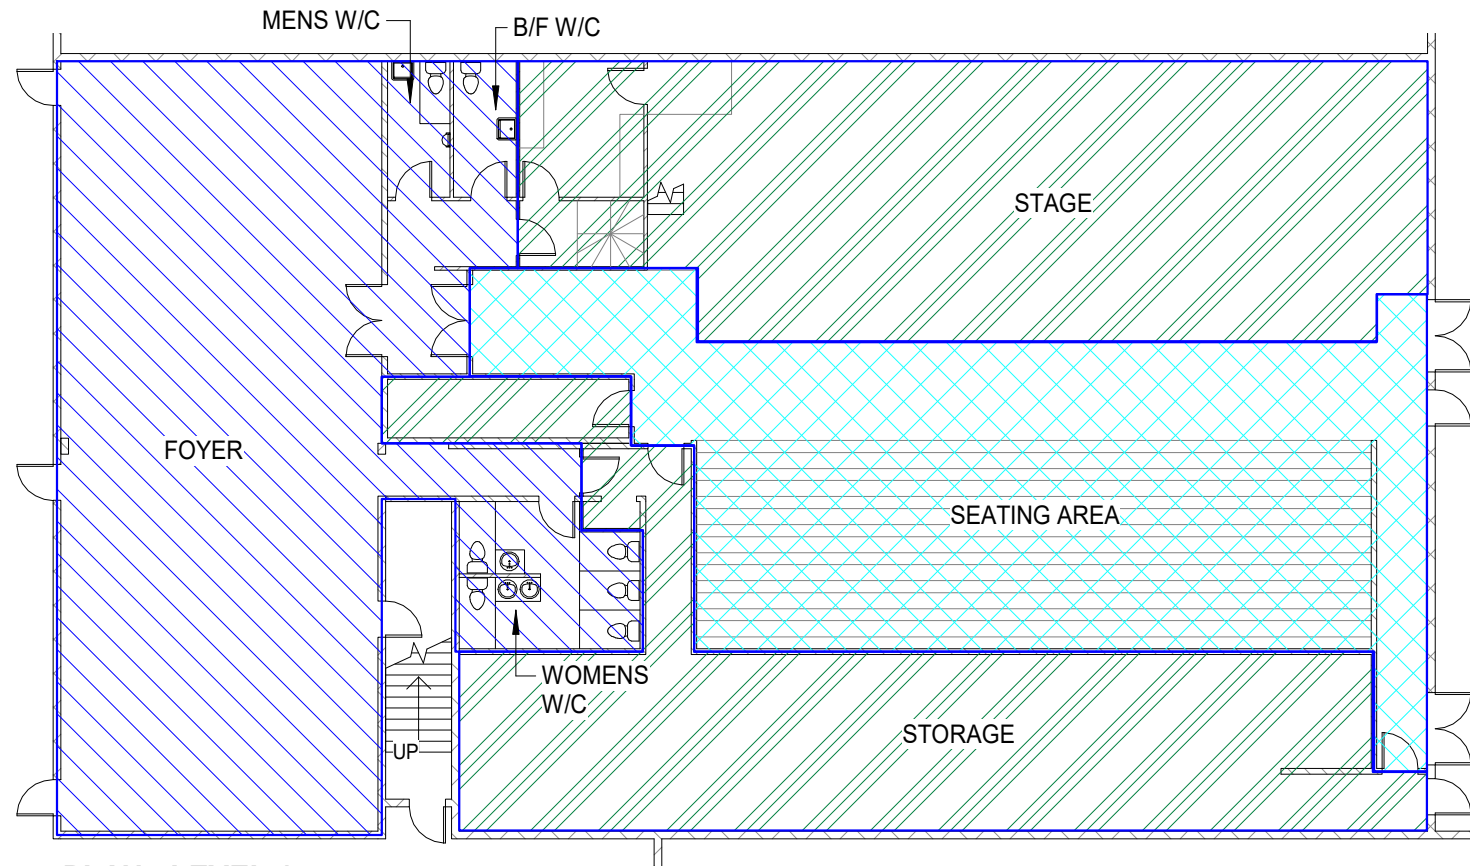 MENS W/C
B/F W/C
STAGE
FOYER
SEATING AREA
WOMENS
W/C
STORAGE
UP